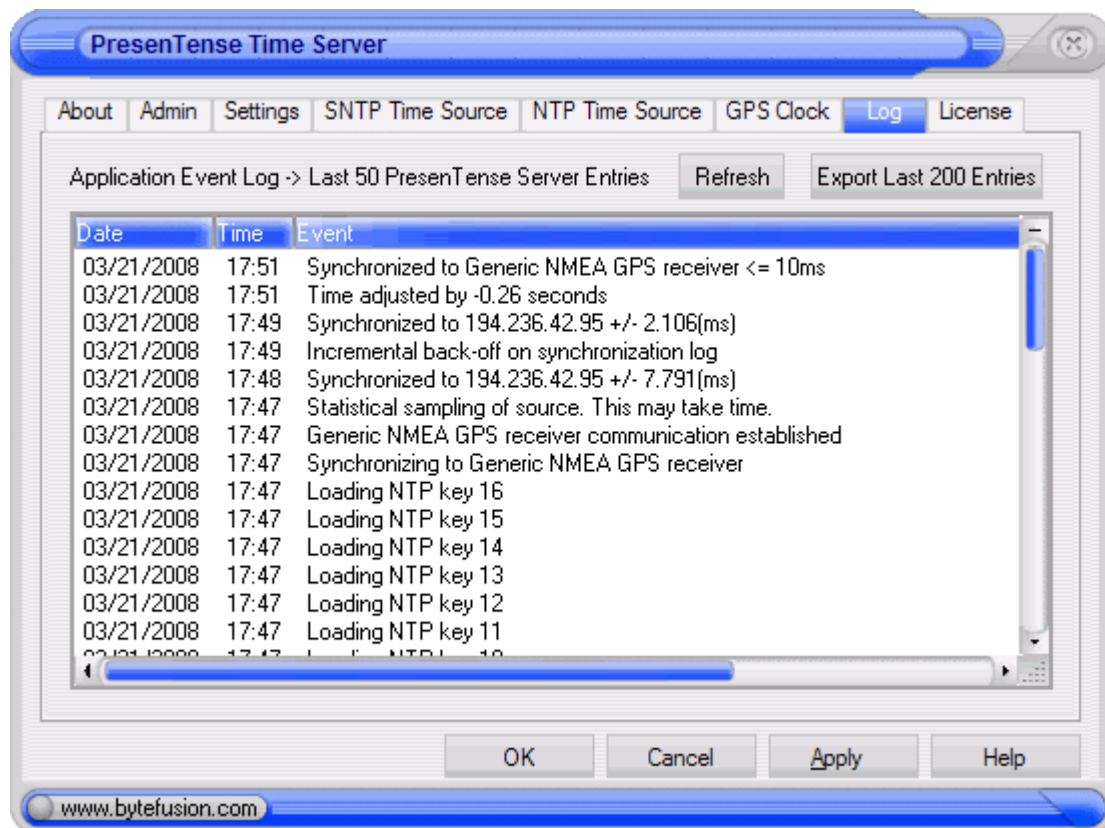 PresenTense Time Server
About Admin Settings SNTP Time Source NTP Time Source GPS Clock Log License
Application Event Log -> Last 50 PresenTense Server Entries Refresh Export Last 200 Entries
Date Time Event
03/21/2008 17:51 Synchronized to Generic NMEA GPS receiver <= 10ms
03/21/2008 17:51 Time adjusted by -0.26 seconds
03/21/2008 17:49 Synchronized to 194.236.42.95 +/- 2.106(ms)
03/21/2008 17:49 Incremental back-off on synchronization log
03/21/2008 17:48 Synchronized to 194.236.42.95 +/- 7.791(ms)
03/21/2008 17:47 Statistical sampling of source. This may take time.
03/21/2008 17:47 Generic NMEA GPS receiver communication established
03/21/2008 17:47 Synchronizing to Generic NMEA GPS receiver
03/21/2008 17:47 Loading NTP key 16
03/21/2008 17:47 Loading NTP key 15
03/21/2008 17:47 Loading NTP key 14
03/21/2008 17:47 Loading NTP key 13
03/21/2008 17:47 Loading NTP key 12
03/21/2008 17:47 Loading NTP key 11
OK Cancel Apply Help
www.bytefusion.com